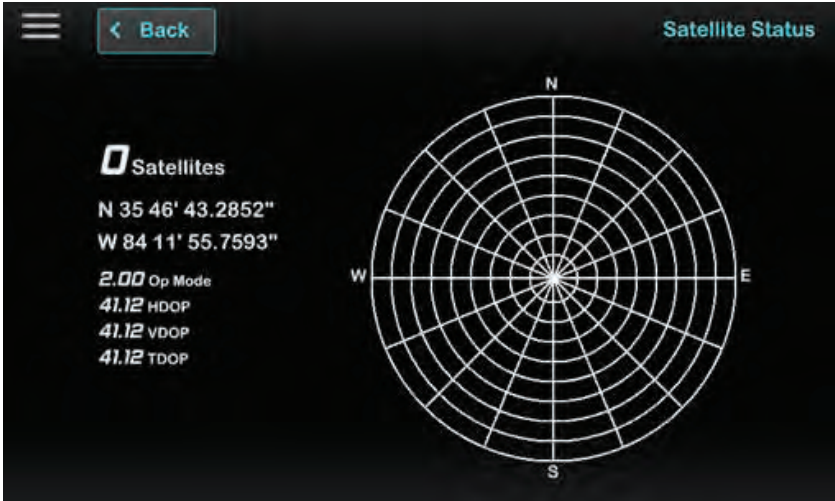 Back
Satellite Status
0 Satellites
N 35 46' 43.2852"
W 84 11' 55.7593"
2.00 Op Mode
41.12 HDOP
41.12 VDOP
41.12 TDOP
N
W
E
S